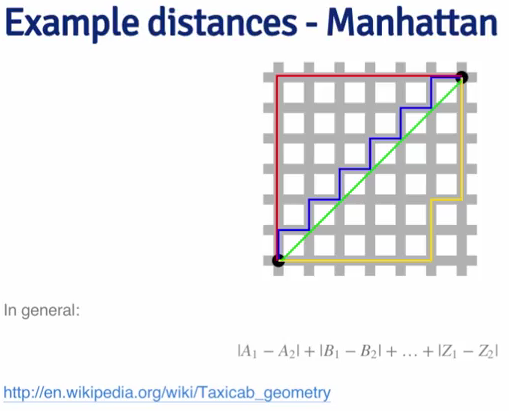 Example distances - Manhattan
In general:
|A₁ − A₂| + |B₁ − B₂| + … + |Z₁ − Z₂|
http://en.wikipedia.org/wiki/Taxicab_geometry